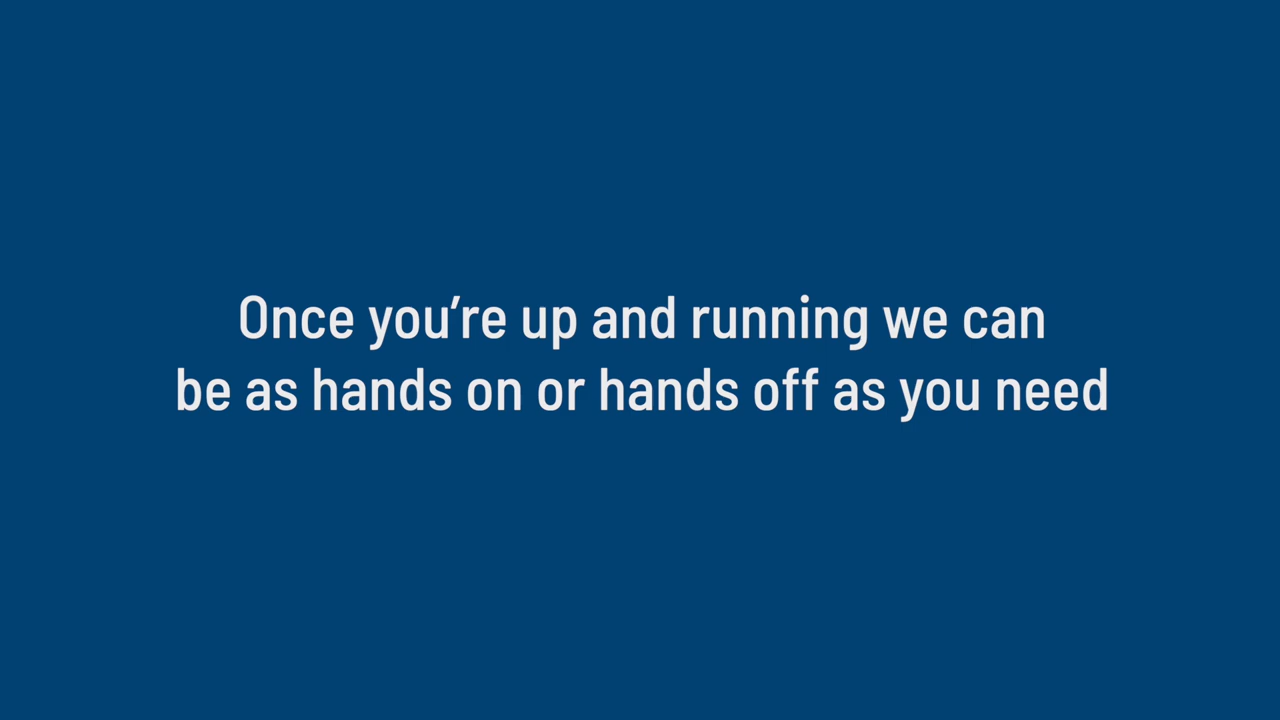 Once you’re up and running we can
be as hands on or hands off as you need